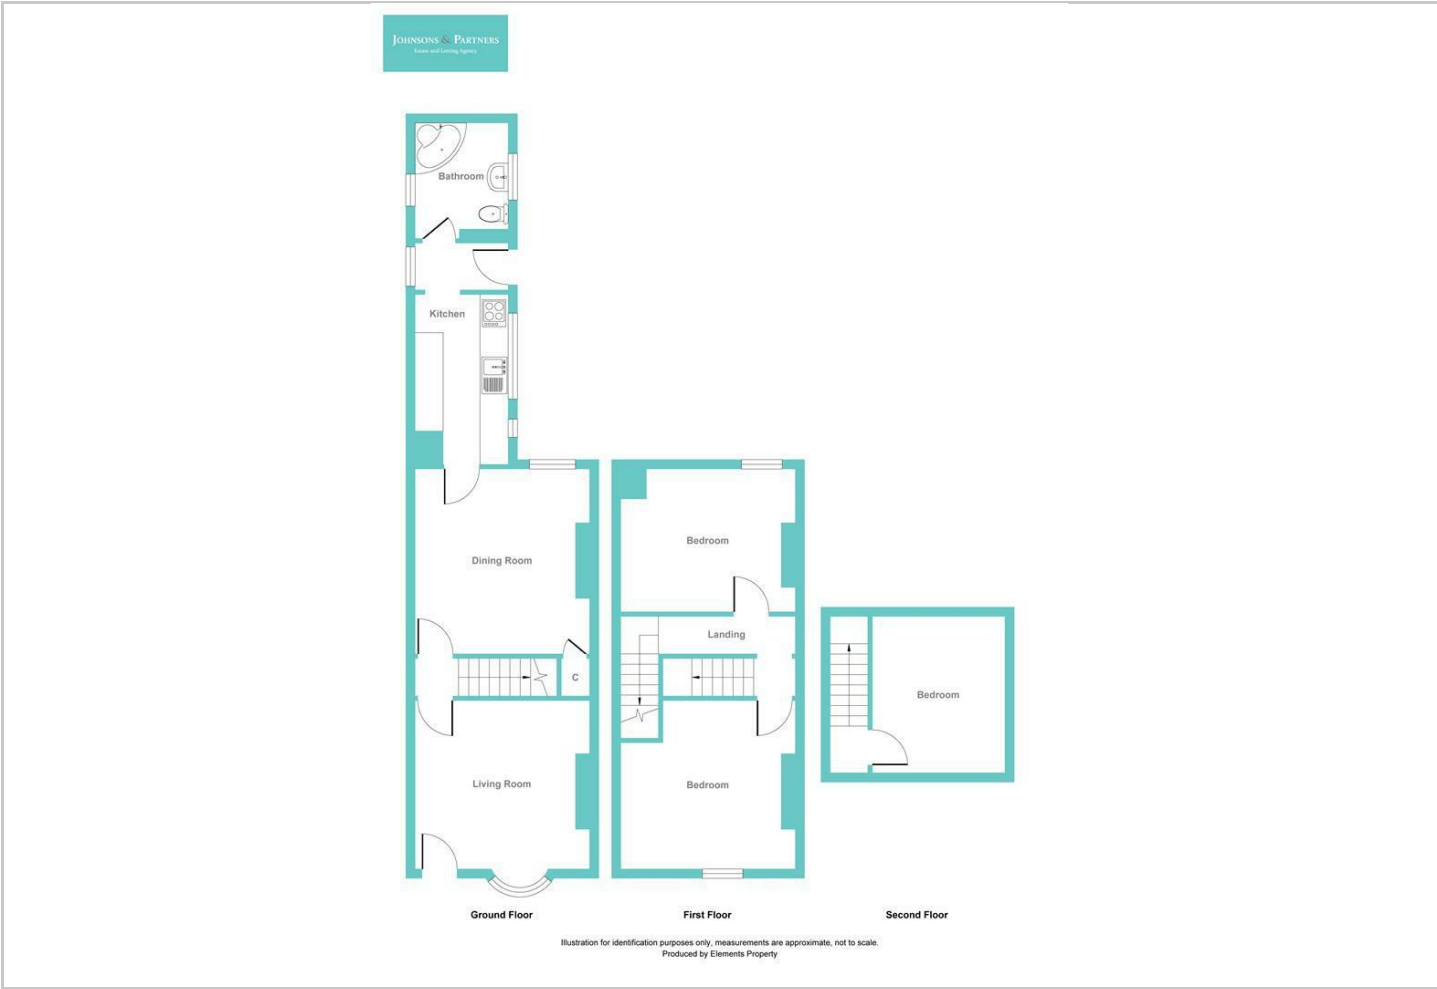 JOHNSONS & PARTNERS
Estate and Letting Agency
Bathroom
Kitchen
Dining Room
C
Living Room
Bedroom
Landing
Bedroom
Bedroom
Ground Floor
First Floor
Second Floor
Illustration for identification purposes only, measurements are approximate, not to scale.
Produced by Elements Property